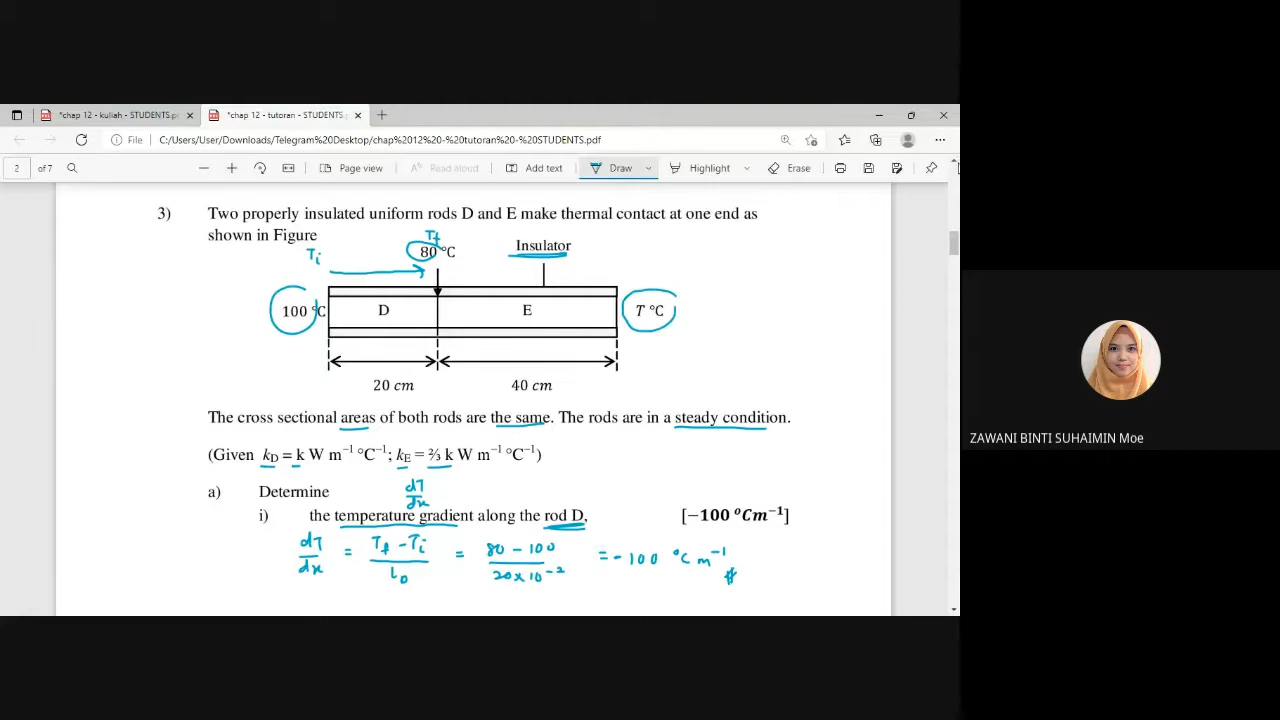 *chap 12 - kuliah - STUDENTS.p
*chap 12 - tutoran - STUDENTS.p
File
C:/Users/User/Downloads/Telegram%20Desktop/chap%2012%20-%20tutoran%20-%20STUDENTS.pdf
2 of 7
Page view
Read aloud
Add text
Draw
Highlight
Erase
3) Two properly insulated uniform rods D and E make thermal contact at one end as
shown in Figure
Tf
Ti
80 °C
Insulator
100 °C
D
E
T °C
20 cm
40 cm
The cross sectional areas of both rods are the same. The rods are in a steady condition.
(Given kD = k W m⁻¹ °C⁻¹; kE = ⅔ k W m⁻¹ °C⁻¹)
dT/dx
a) Determine
i) the temperature gradient along the rod D, [−100 °Cm⁻¹]
dT/dx = (Tf − Ti)/lD = (80 − 100)/(20 × 10⁻²) = −100 °C m⁻¹
ZAWANI BINTI SUHAIMIN Moe